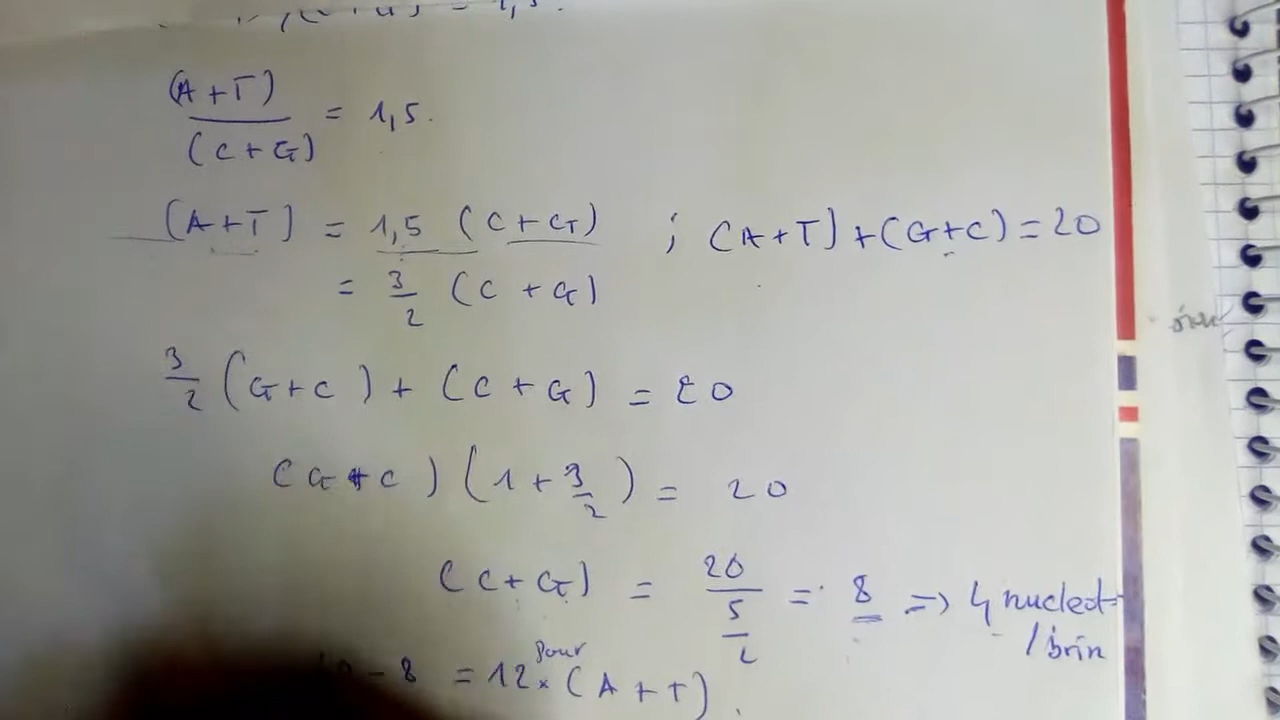 (A+T)
/
(C+G) = 1,5.
(A+T) = 1,5 (C+G) ; (A+T)+(G+C)=20
= 3/2 (C+G)
3/2 (G+C) + (C+G) = 20
(G+C) (1+3/2) = 20
(C+G) = 20/(5/2) = 8 => 4 nucleot
/brin
- 8 = 12 pour (A+T).